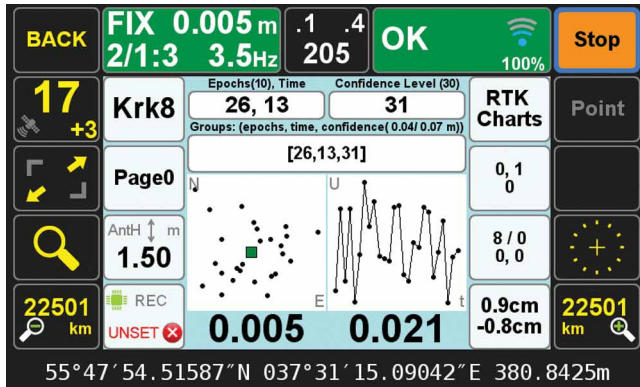 BACK
FIX 0.005 m
2/1:3 3.5Hz
.1 .4
205
OK
100%
Stop
17
+3
Krk8
Epochs(10), Time
26, 13
Confidence Level (30)
31
RTK
Charts
Point
Groups: (epochs, time, confidence( 0.04/ 0.07 m))
[26,13,31]
Page0
0, 1
0
N
E
U
t
AntH m
1.50
8 / 0
0, 0
22501
km
REC
UNSET
0.005
0.021
0.9cm
-0.8cm
22501
km
55°47′54.51587″N 037°31′15.09042″E 380.8425m